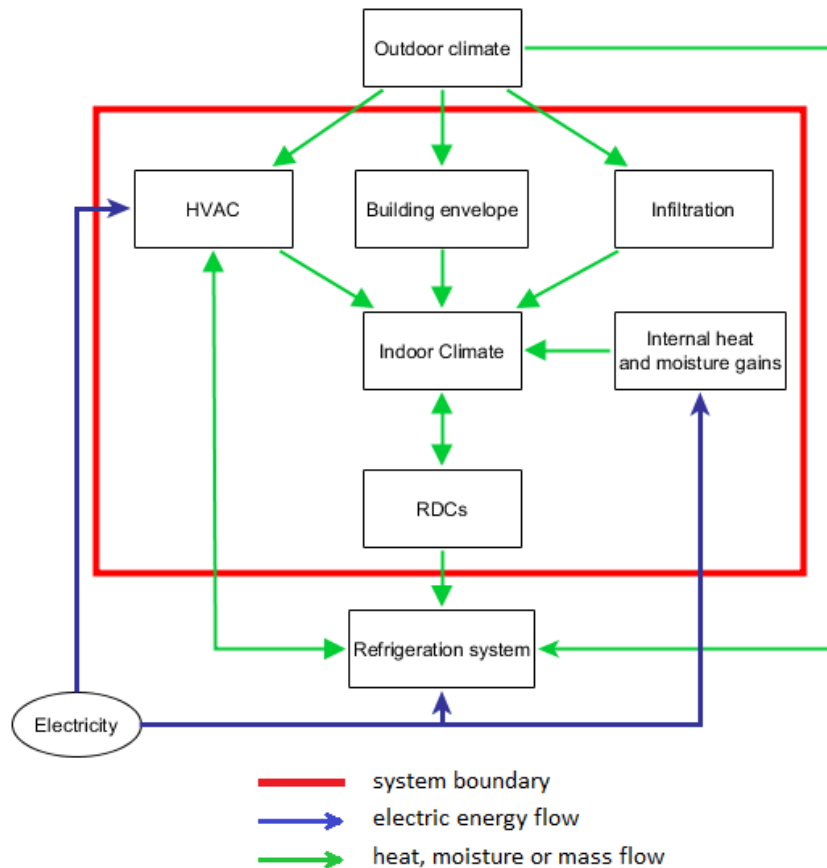 Outdoor climate
HVAC
Building envelope
Infiltration
Indoor Climate
Internal heat
and moisture gains
RDCs
Refrigeration system
Electricity
system boundary
electric energy flow
heat, moisture or mass flow